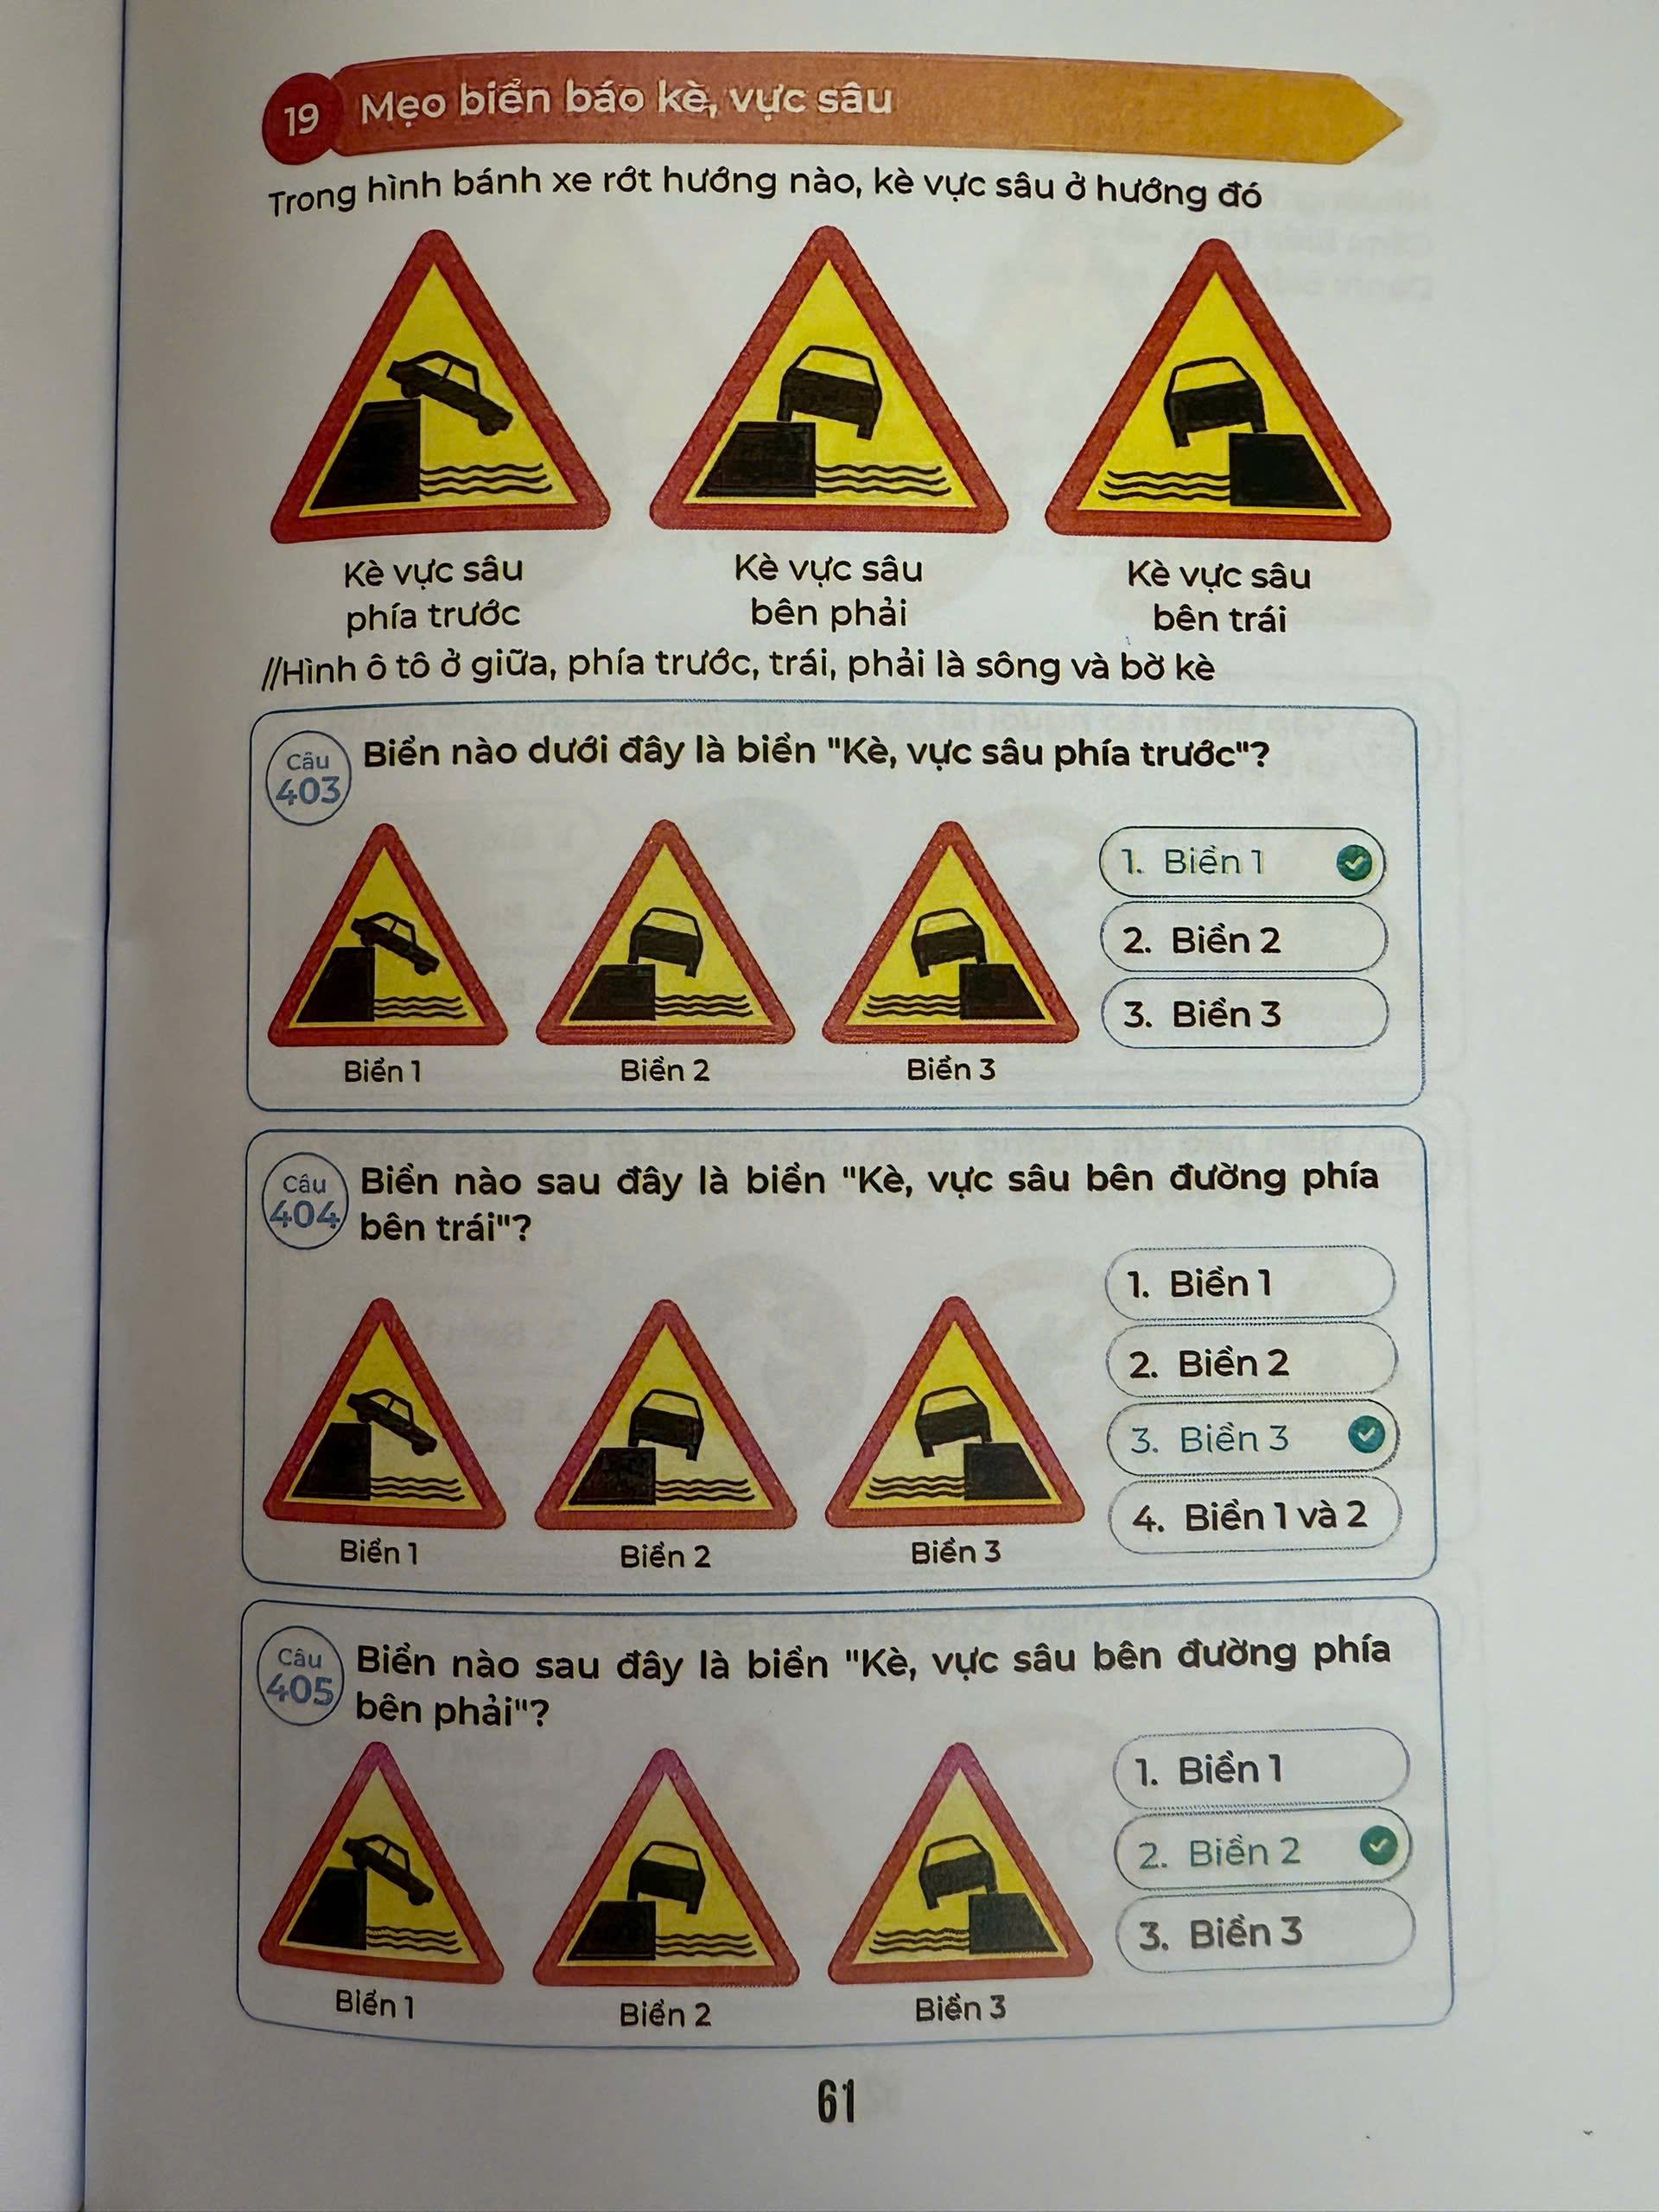 19 Mẹo biển báo kè, vực sâu
Trong hình bánh xe rớt hướng nào, kè vực sâu ở hướng đó
Kè vực sâu
phía trước
Kè vực sâu
bên phải
Kè vực sâu
bên trái
//Hình ô tô ở giữa, phía trước, trái, phải là sông và bờ kè
Câu
403
Biển nào dưới đây là biển "Kè, vực sâu phía trước"?
Biển 1
Biển 2
Biển 3
1. Biển 1
2. Biển 2
3. Biển 3
Câu
404
Biển nào sau đây là biển "Kè, vực sâu bên đường phía
bên trái"?
Biển 1
Biển 2
Biển 3
1. Biển 1
2. Biển 2
3. Biển 3
4. Biển 1 và 2
Câu
405
Biển nào sau đây là biển "Kè, vực sâu bên đường phía
bên phải"?
Biển 1
Biển 2
Biển 3
1. Biển 1
2. Biển 2
3. Biển 3
61